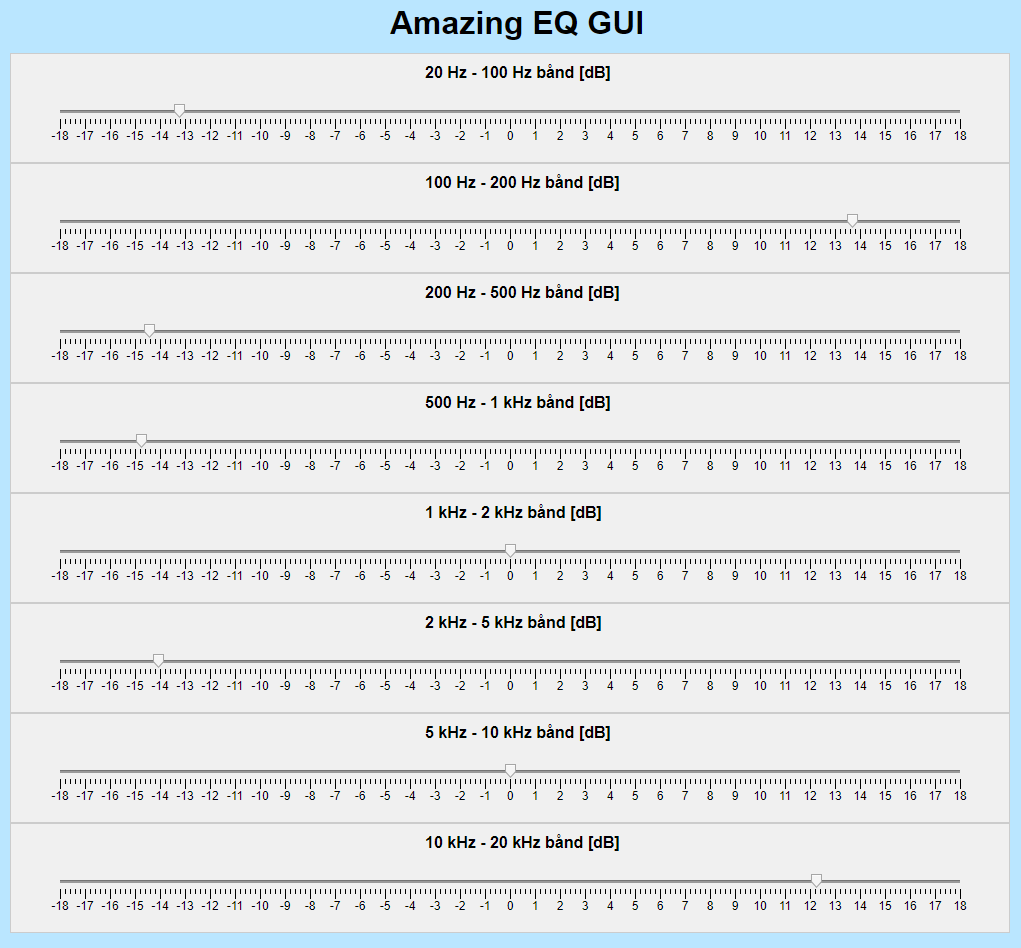 Amazing EQ GUI
20 Hz - 100 Hz bånd [dB]
-18 -17 -16 -15 -14 -13 -12 -11 -10 -9 -8 -7 -6 -5 -4 -3 -2 -1 0 1 2 3 4 5 6 7 8 9 10 11 12 13 14 15 16 17 18
100 Hz - 200 Hz bånd [dB]
-18 -17 -16 -15 -14 -13 -12 -11 -10 -9 -8 -7 -6 -5 -4 -3 -2 -1 0 1 2 3 4 5 6 7 8 9 10 11 12 13 14 15 16 17 18
200 Hz - 500 Hz bånd [dB]
-18 -17 -16 -15 -14 -13 -12 -11 -10 -9 -8 -7 -6 -5 -4 -3 -2 -1 0 1 2 3 4 5 6 7 8 9 10 11 12 13 14 15 16 17 18
500 Hz - 1 kHz bånd [dB]
-18 -17 -16 -15 -14 -13 -12 -11 -10 -9 -8 -7 -6 -5 -4 -3 -2 -1 0 1 2 3 4 5 6 7 8 9 10 11 12 13 14 15 16 17 18
1 kHz - 2 kHz bånd [dB]
-18 -17 -16 -15 -14 -13 -12 -11 -10 -9 -8 -7 -6 -5 -4 -3 -2 -1 0 1 2 3 4 5 6 7 8 9 10 11 12 13 14 15 16 17 18
2 kHz - 5 kHz bånd [dB]
-18 -17 -16 -15 -14 -13 -12 -11 -10 -9 -8 -7 -6 -5 -4 -3 -2 -1 0 1 2 3 4 5 6 7 8 9 10 11 12 13 14 15 16 17 18
5 kHz - 10 kHz bånd [dB]
-18 -17 -16 -15 -14 -13 -12 -11 -10 -9 -8 -7 -6 -5 -4 -3 -2 -1 0 1 2 3 4 5 6 7 8 9 10 11 12 13 14 15 16 17 18
10 kHz - 20 kHz bånd [dB]
-18 -17 -16 -15 -14 -13 -12 -11 -10 -9 -8 -7 -6 -5 -4 -3 -2 -1 0 1 2 3 4 5 6 7 8 9 10 11 12 13 14 15 16 17 18